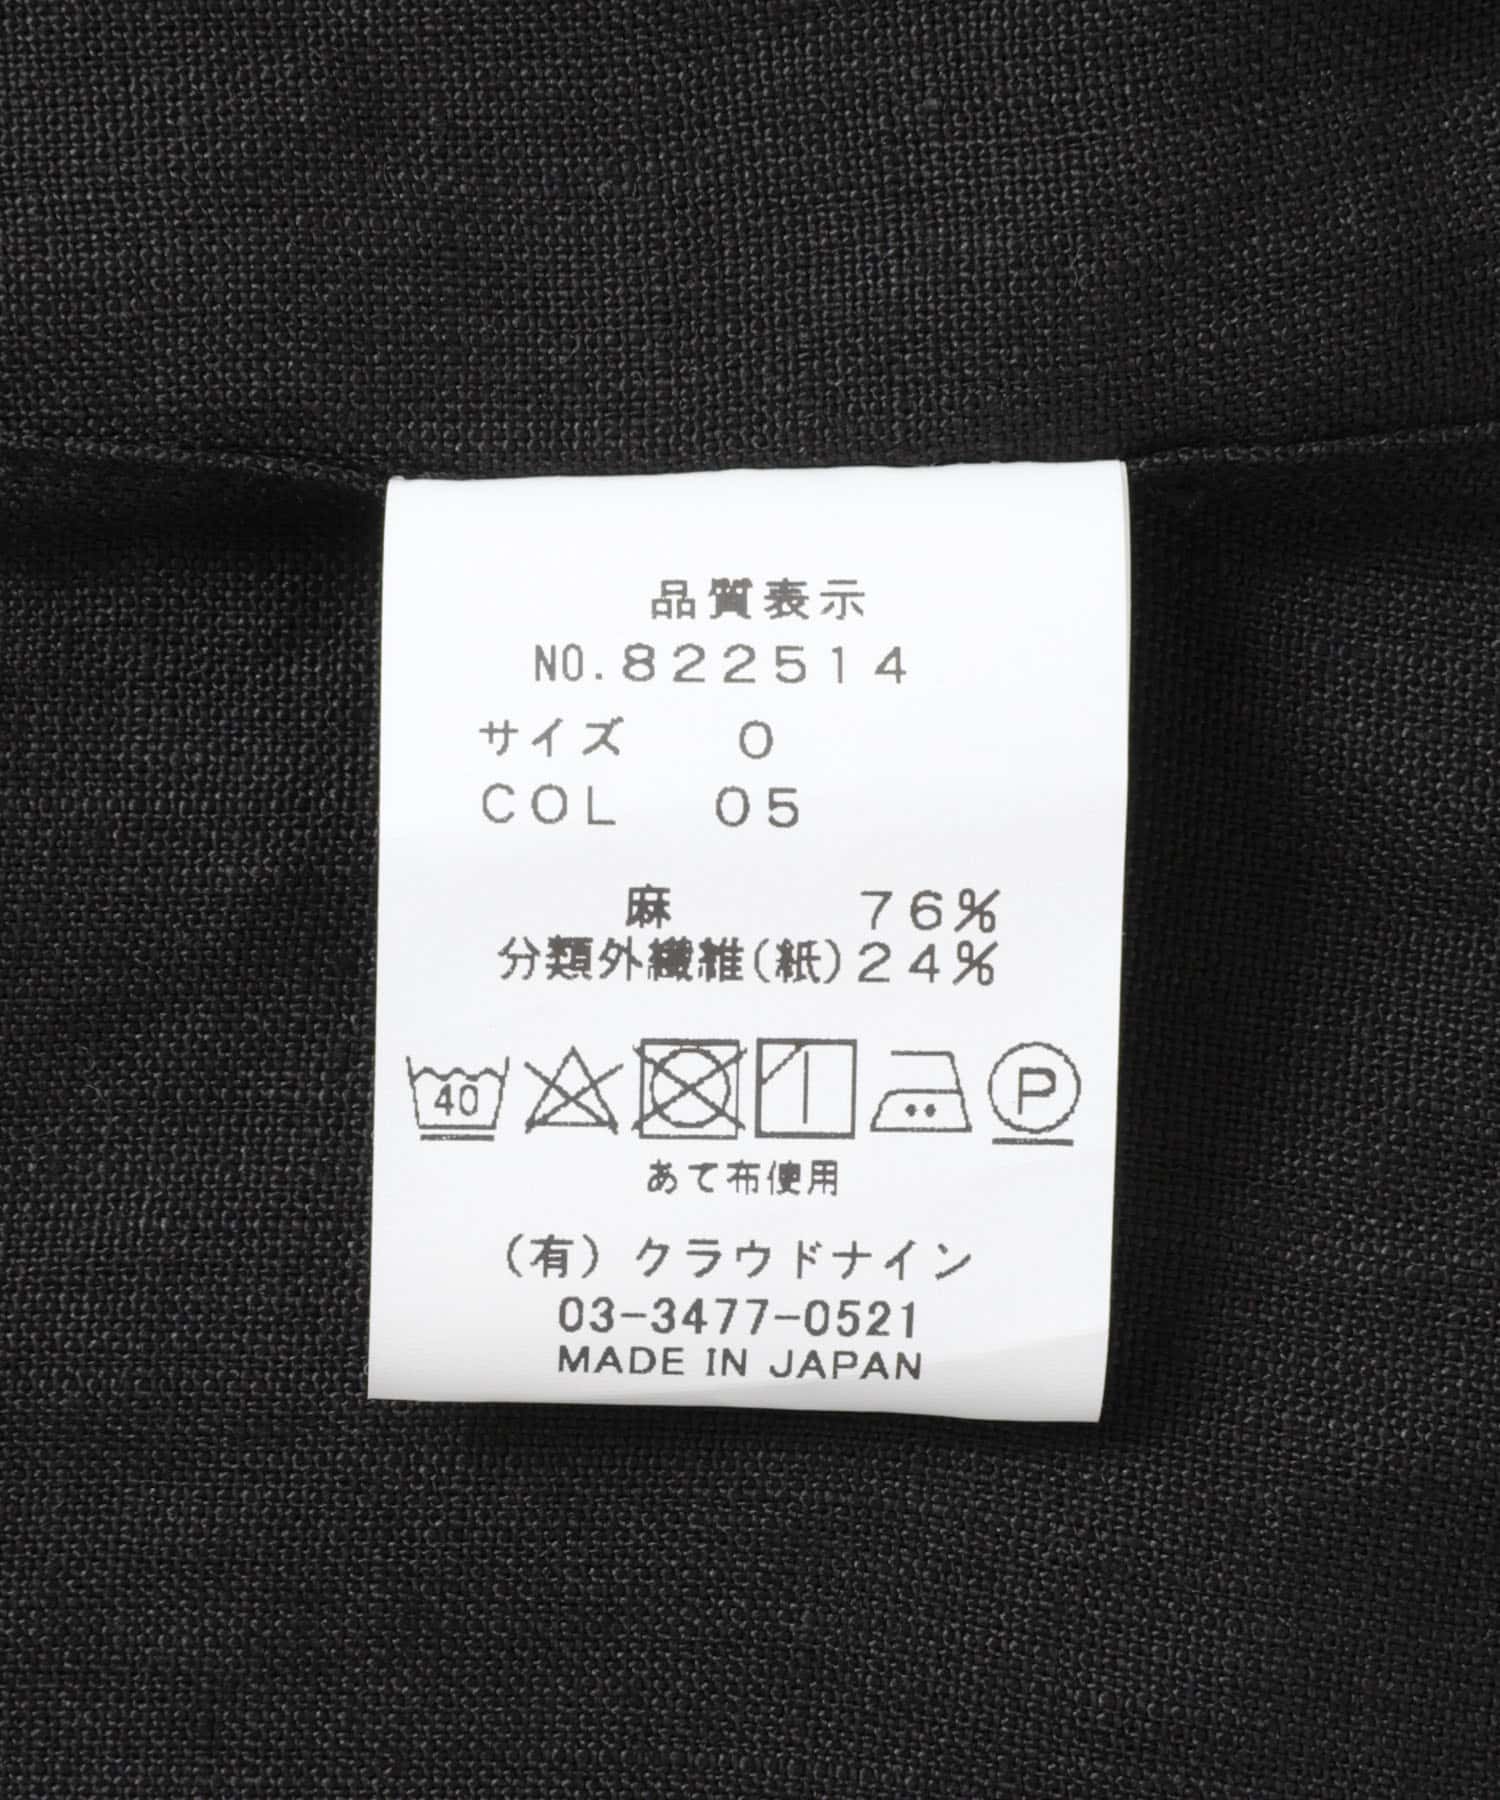 品質表示
NO.822514
サイズ 0
COL 05
麻 76%
分類外繊維(紙)24%
40 P
あて布使用
(有)クラウドナイン
03-3477-0521
MADE IN JAPAN